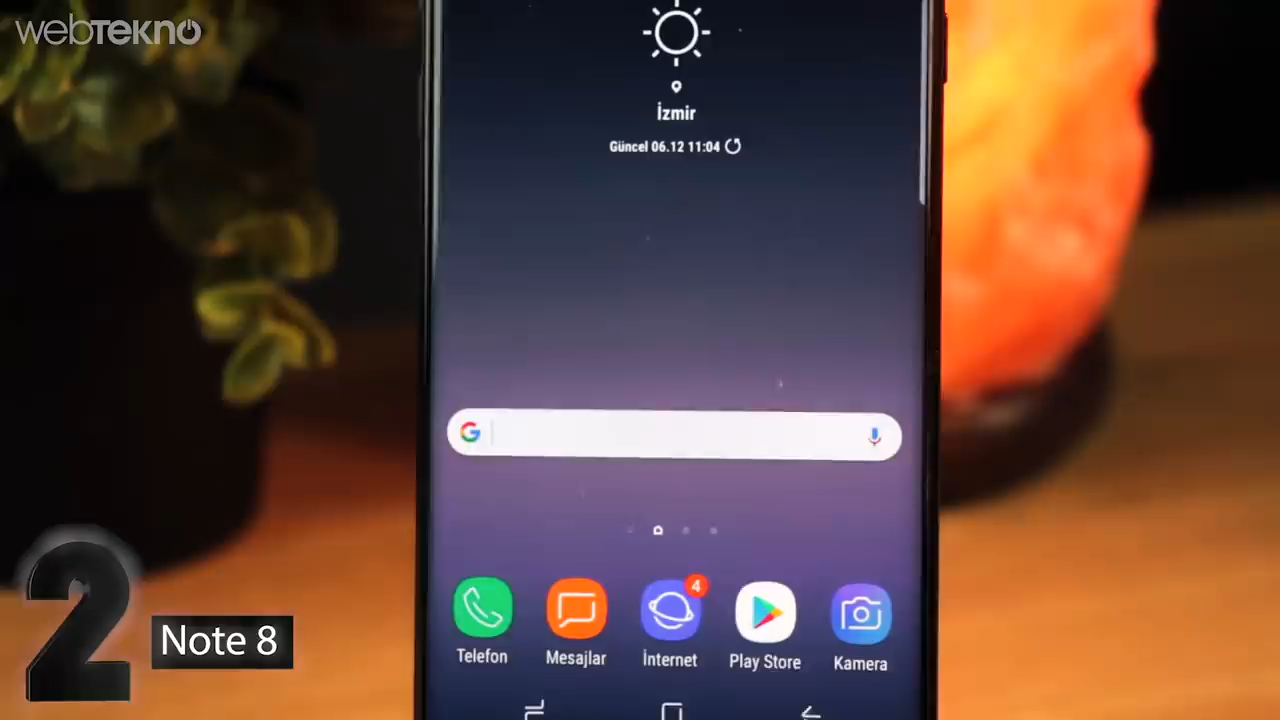 webTEKNO
İzmir
Güncel 06.12 11:04
G
4
Telefon
Mesajlar
İnternet
Play Store
Kamera
2
Note 8